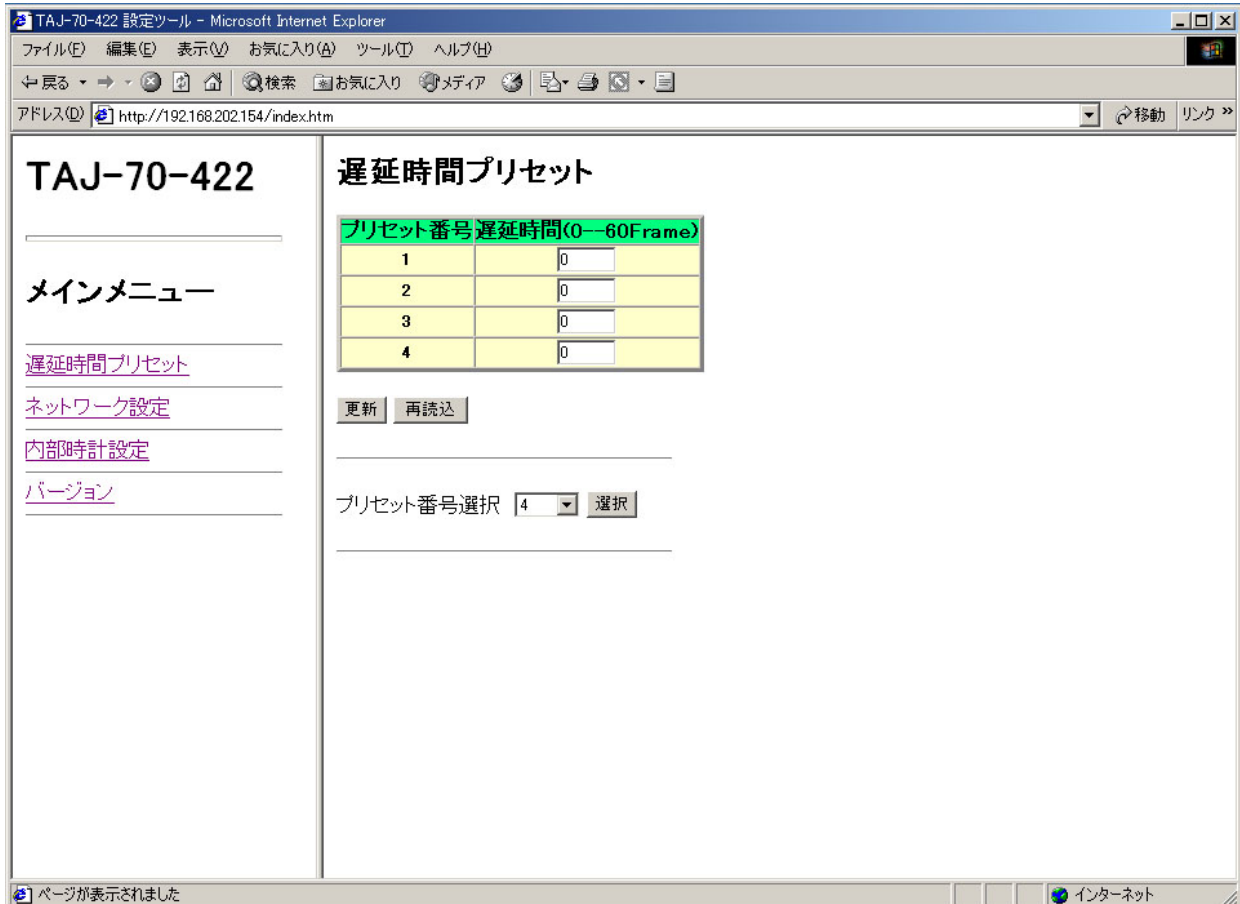 TAJ-70-422 設定ツール - Microsoft Internet Explorer
ファイル(F) 編集(E) 表示(V) お気に入り(A) ツール(T) ヘルプ(H)
戻る 検索 お気に入り メディア
アドレス(D) http://192.168.202.154/index.htm 移動 リンク »
TAJ-70-422
メインメニュー
遅延時間プリセット
ネットワーク設定
内部時計設定
バージョン
遅延時間プリセット
プリセット番号 遅延時間(0--60Frame)
1 0
2 0
3 0
4 0
更新 再読込
プリセット番号選択 4 選択
ページが表示されました インターネット